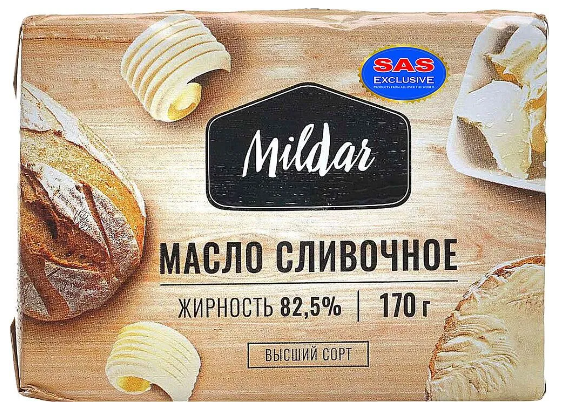 SAS
EXCLUSIVE
Mildar
МАСЛО СЛИВОЧНОЕ
ЖИРНОСТЬ 82,5% | 170 г
ВЫСШИЙ СОРТ